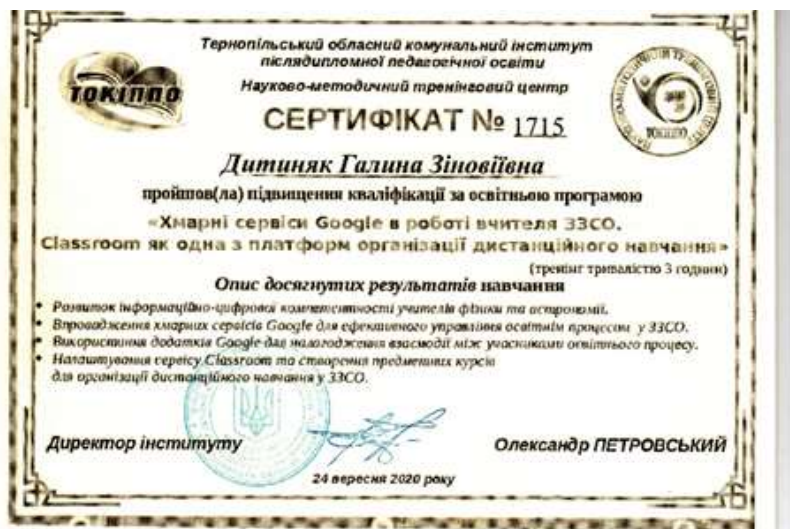 Тернопільський обласний комунальний інститут
післядипломної педагогічної освіти
Науково-методичний тренінговий центр
ТОКІППО
СЕРТИФІКАТ № 1715
ТОКІППО
Дитиняк Галина Зіновіївна
пройшов(ла) підвищення кваліфікації за освітньою програмою
«Хмарні сервіси Google в роботі вчителя ЗЗСО.
Classroom як одна з платформ організації дистанційного навчання»
(тренінг тривалістю 3 години)
Опис досягнутих результатів навчання
• Розвиток інформаційно-цифрової компетентності учителів фізики та астрономії.
• Впровадження хмарних сервісів Google для ефективного управління освітнім процесом у ЗЗСО.
• Використання додатків Google для налагодження взаємодії між учасниками освітнього процесу.
• Налаштування сервісу Classroom та створення предметних курсів
для організації дистанційного навчання у ЗЗСО.
Директор інституту
Олександр ПЕТРОВСЬКИЙ
24 вересня 2020 року